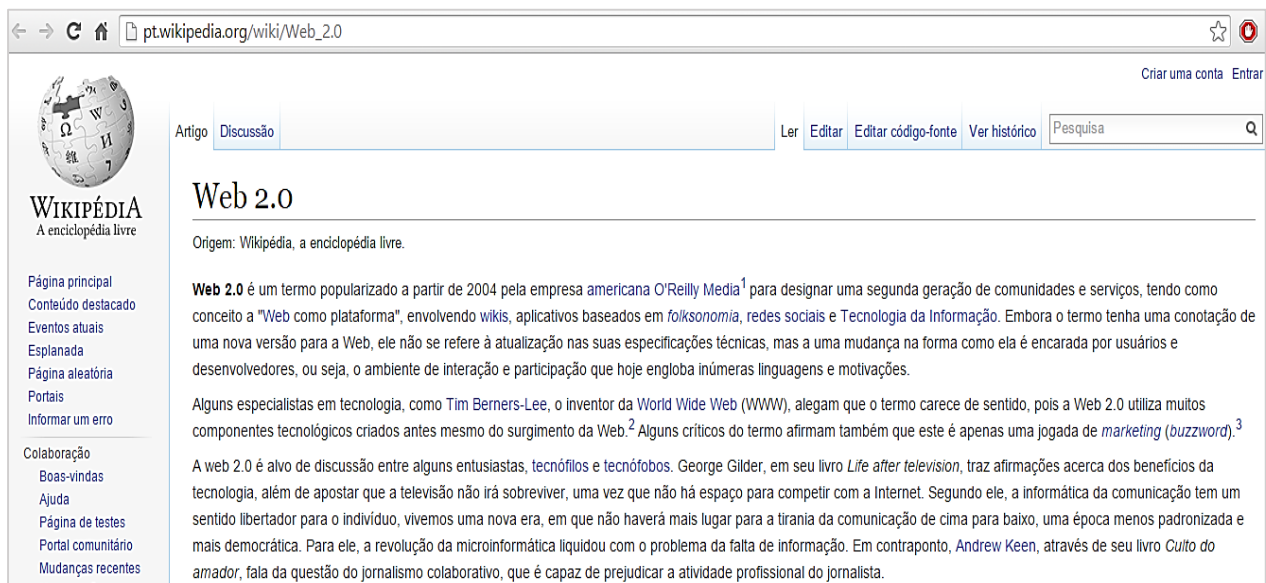 pt.wikipedia.org/wiki/Web_2.0
Criar uma conta Entrar
Artigo Discussão Ler Editar Editar código-fonte Ver histórico Pesquisa
WIKIPÉDIA
A enciclopédia livre
Página principal
Conteúdo destacado
Eventos atuais
Esplanada
Página aleatória
Portais
Informar um erro
Colaboração
Boas-vindas
Ajuda
Página de testes
Portal comunitário
Mudanças recentes
Web 2.0
Origem: Wikipédia, a enciclopédia livre.
Web 2.0 é um termo popularizado a partir de 2004 pela empresa americana O'Reilly Media1 para designar uma segunda geração de comunidades e serviços, tendo como
conceito a "Web como plataforma", envolvendo wikis, aplicativos baseados em folksonomia, redes sociais e Tecnologia da Informação. Embora o termo tenha uma conotação de
uma nova versão para a Web, ele não se refere à atualização nas suas especificações técnicas, mas a uma mudança na forma como ela é encarada por usuários e
desenvolvedores, ou seja, o ambiente de interação e participação que hoje engloba inúmeras linguagens e motivações.
Alguns especialistas em tecnologia, como Tim Berners-Lee, o inventor da World Wide Web (WWW), alegam que o termo carece de sentido, pois a Web 2.0 utiliza muitos
componentes tecnológicos criados antes mesmo do surgimento da Web.2 Alguns críticos do termo afirmam também que este é apenas uma jogada de marketing (buzzword).3
A web 2.0 é alvo de discussão entre alguns entusiastas, tecnófilos e tecnófobos. George Gilder, em seu livro Life after television, traz afirmações acerca dos benefícios da
tecnologia, além de apostar que a televisão não irá sobreviver, uma vez que não há espaço para competir com a Internet. Segundo ele, a informática da comunicação tem um
sentido libertador para o indivíduo, vivemos uma nova era, em que não haverá mais lugar para a tirania da comunicação de cima para baixo, uma época menos padronizada e
mais democrática. Para ele, a revolução da microinformática liquidou com o problema da falta de informação. Em contraponto, Andrew Keen, através de seu livro Culto do
amador, fala da questão do jornalismo colaborativo, que é capaz de prejudicar a atividade profissional do jornalista.